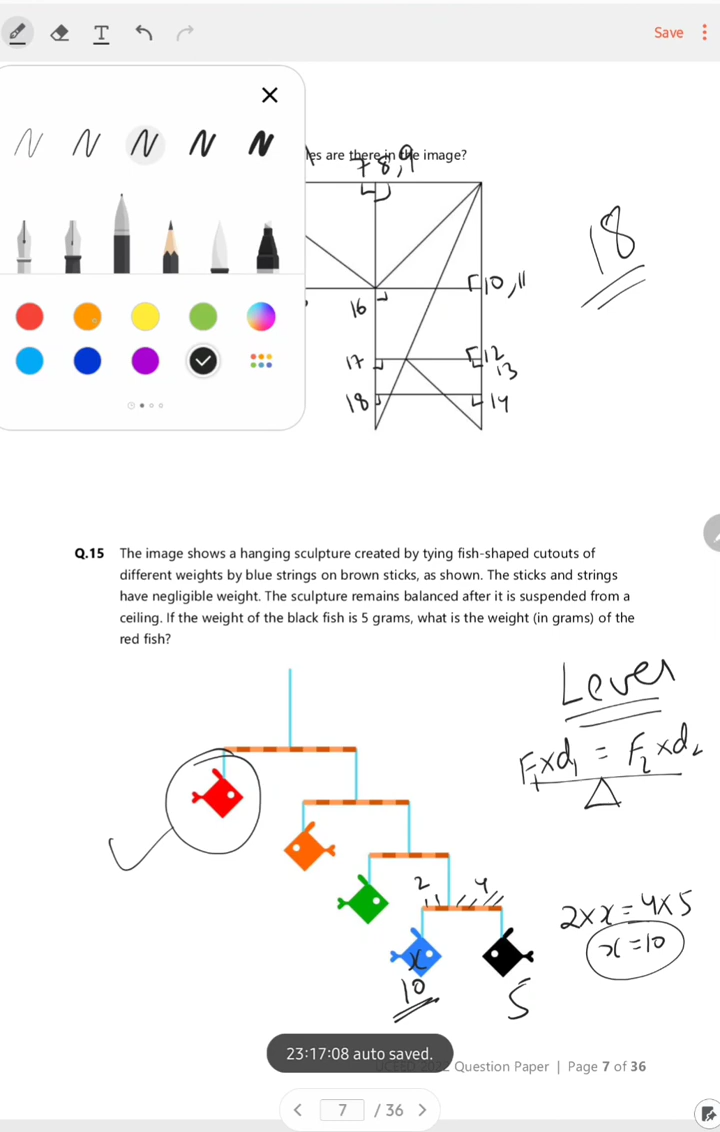 T
Save
les are there in the image?
7 8,9
18
10, 11
16
17
12
13
18
14
Q.15 The image shows a hanging sculpture created by tying fish-shaped cutouts of
different weights by blue strings on brown sticks, as shown. The sticks and strings
have negligible weight. The sculpture remains balanced after it is suspended from a
ceiling. If the weight of the black fish is 5 grams, what is the weight (in grams) of the
red fish?
Lever
F1xd1 = F2xd2
2 4
2xx = 4x5
x = 10
x
10
5
23:17:08 auto saved.
Question Paper | Page 7 of 36
7 / 36